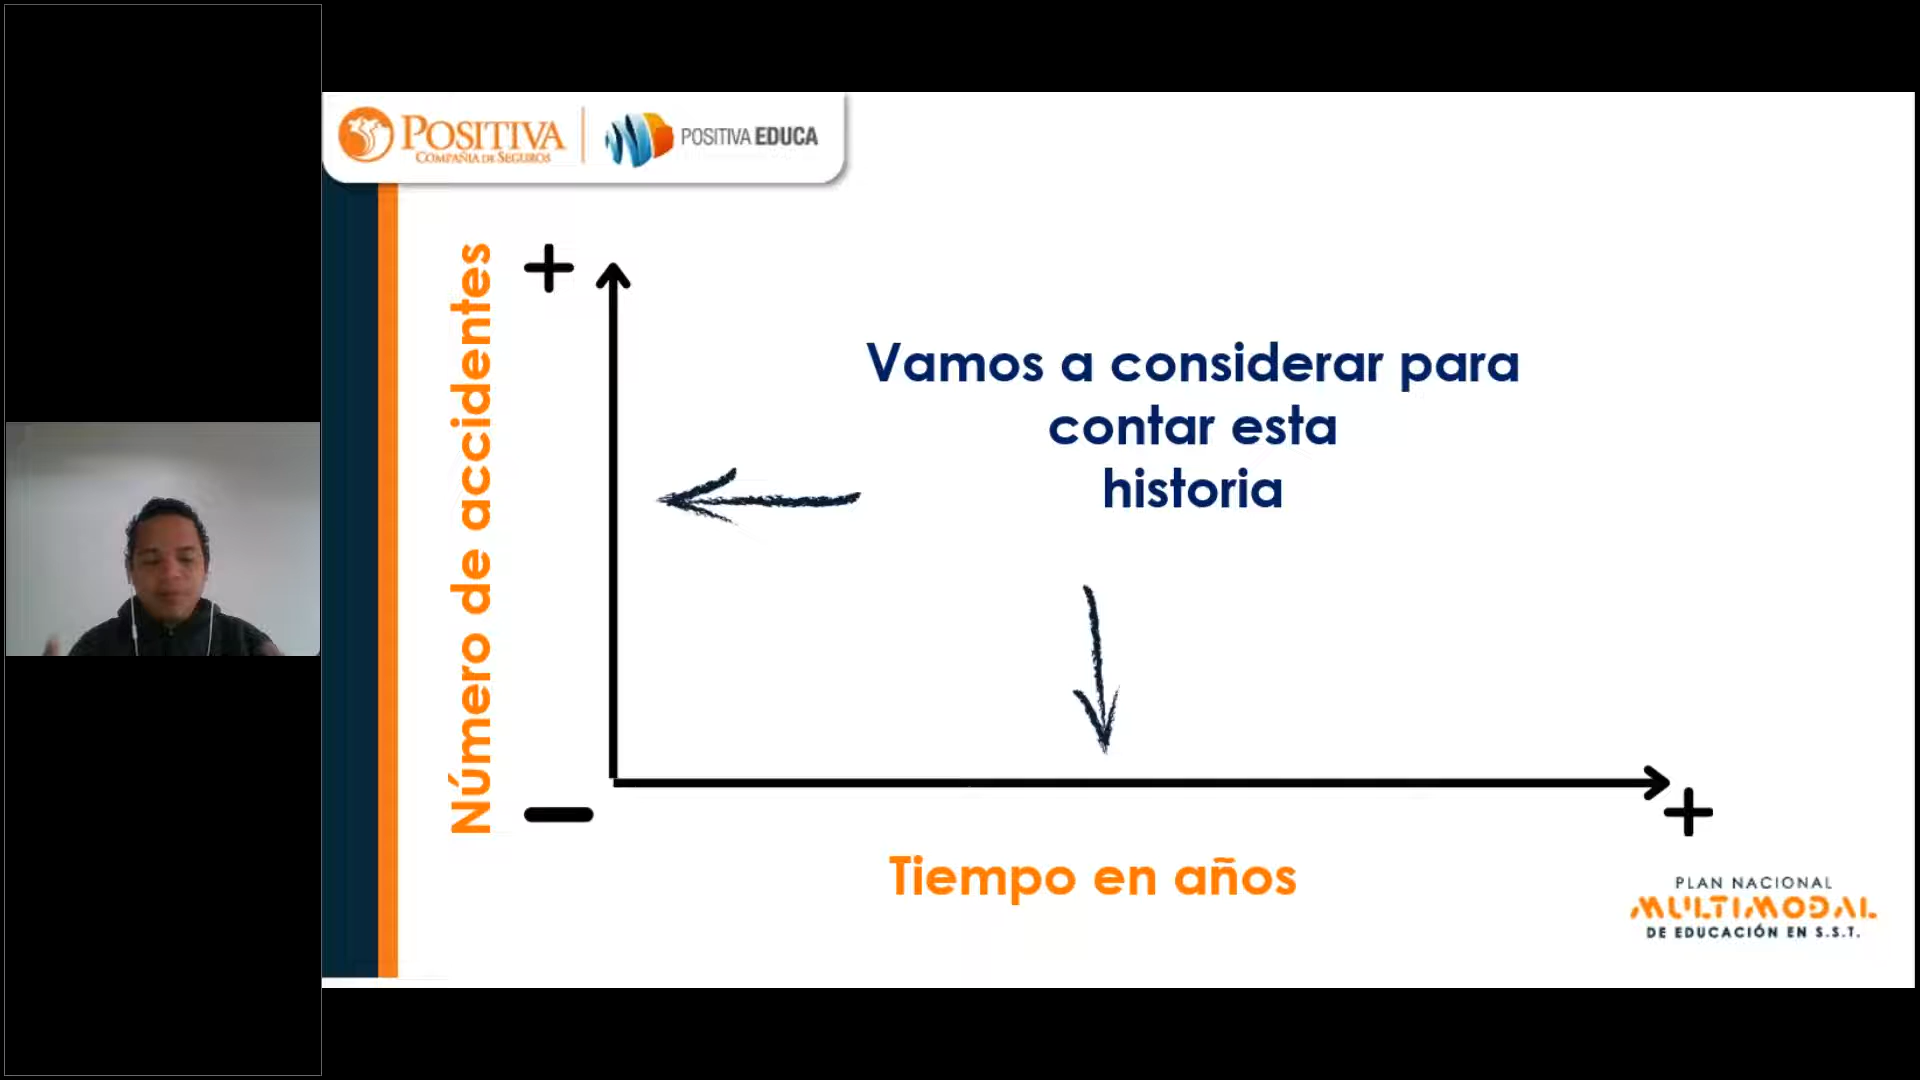 POSITIVA
COMPAÑIA DE SEGUROS
POSITIVA EDUCA
Número de accidentes
+
Vamos a considerar para
contar esta
historia
−
+
Tiempo en años
PLAN NACIONAL
MULTIMODAL
DE EDUCACIÓN EN S.S.T.